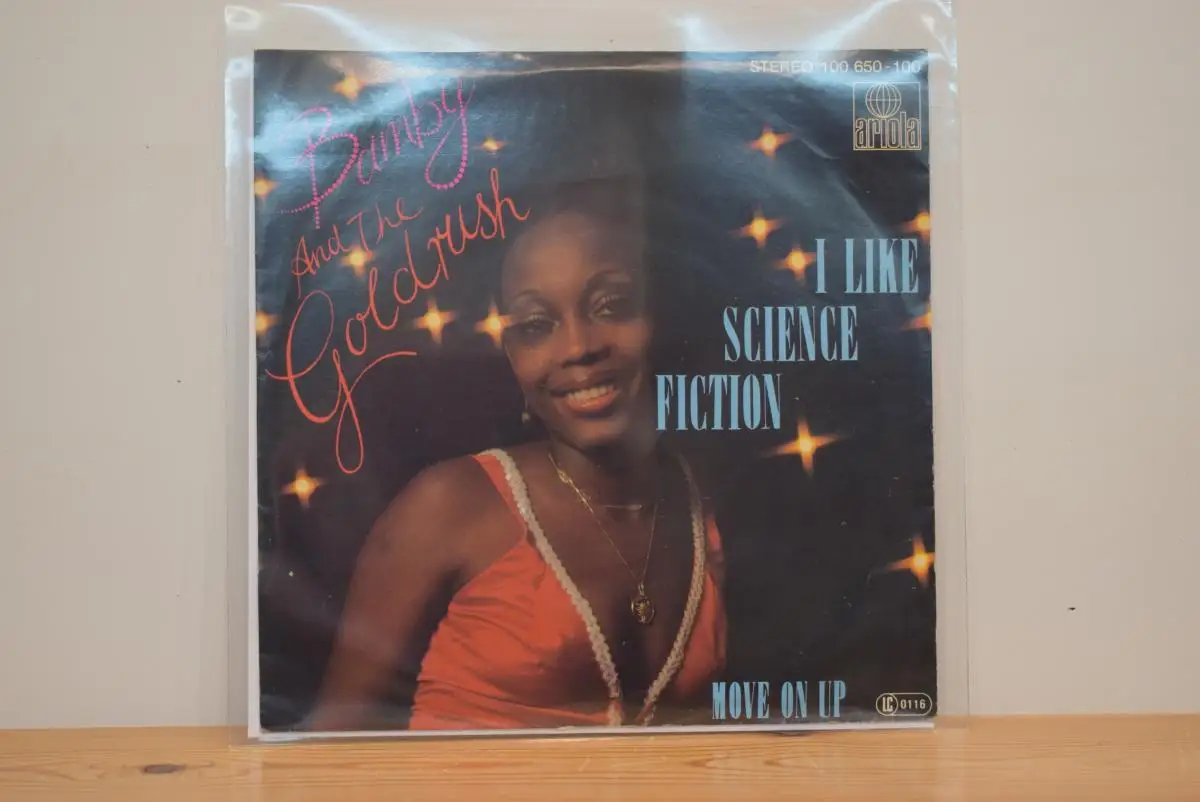 STEREO 100 650-100
ariola
Bamby
And The
Goldrush
I LIKE
SCIENCE
FICTION
MOVE ON UP
LC 0116